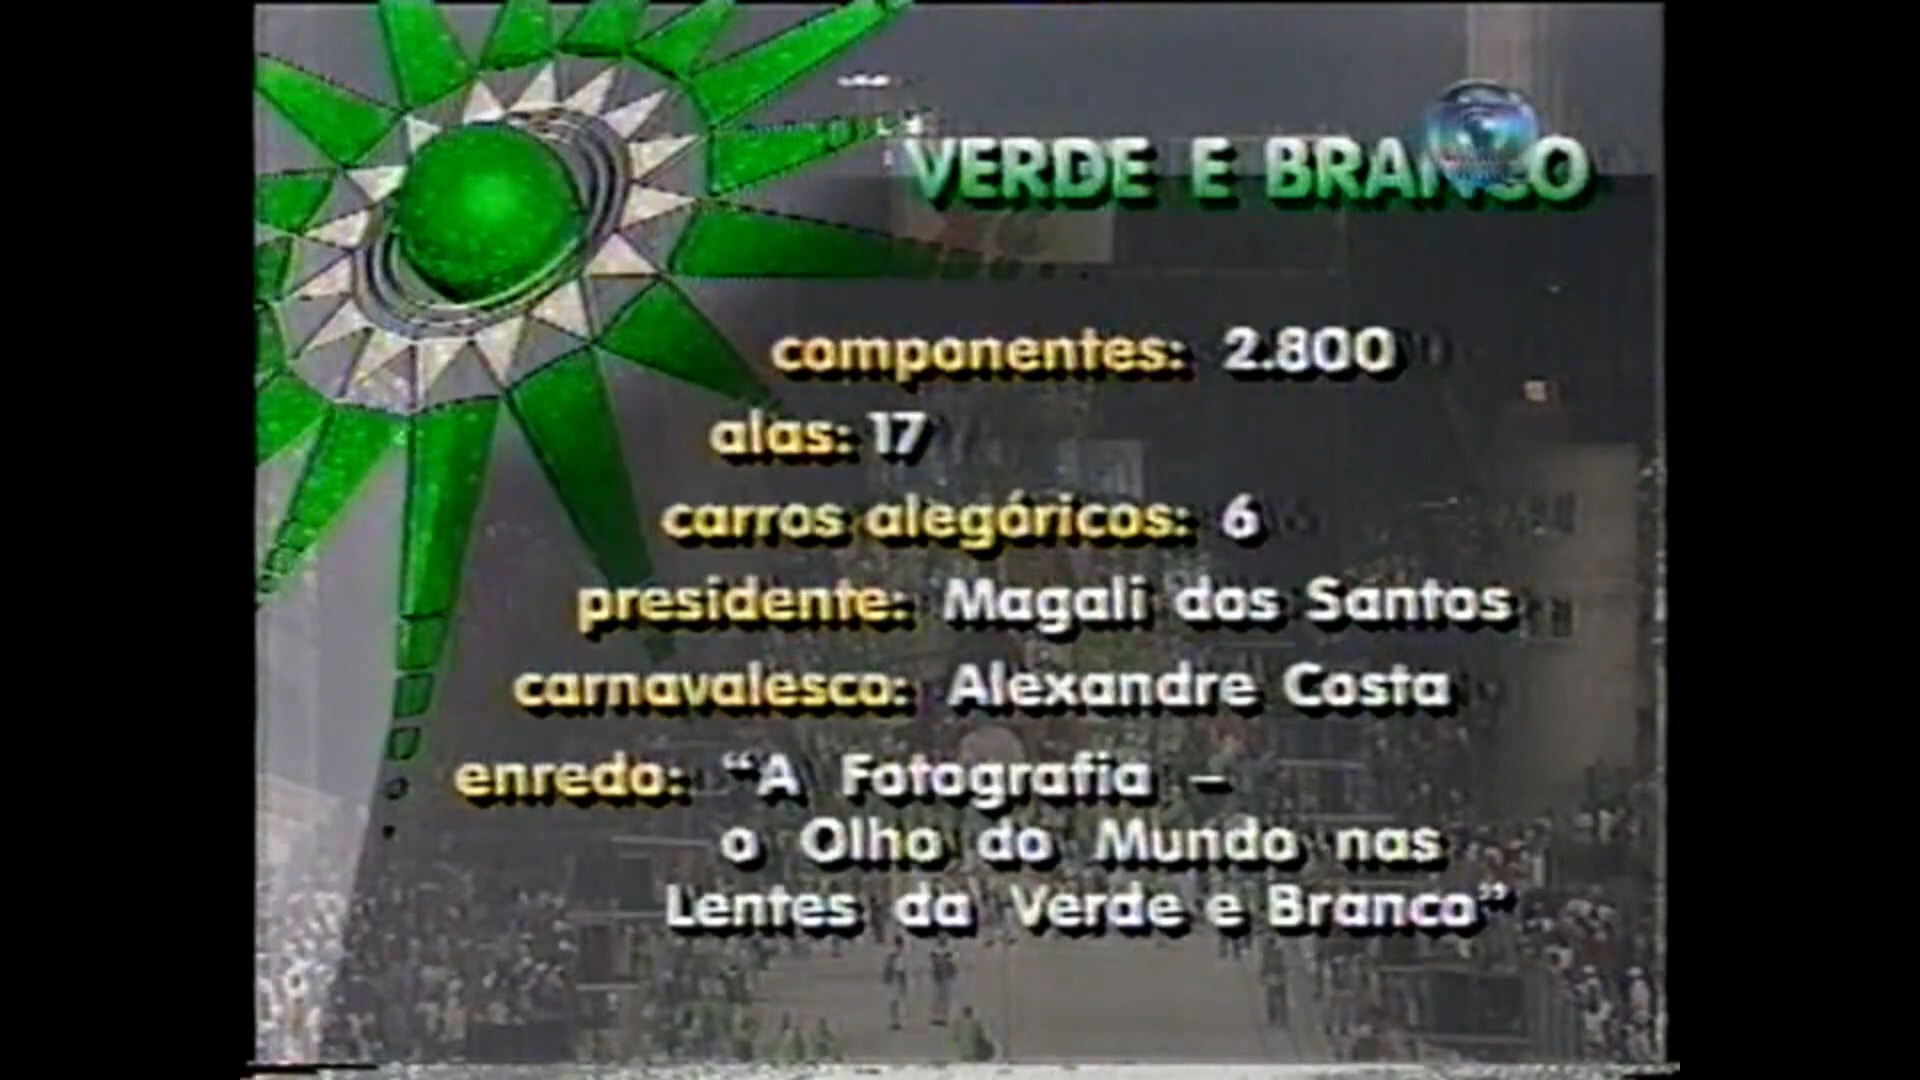 VERDE E BRANCO
componentes: 2.800
alas: 17
carros alegóricos: 6
presidente: Magali dos Santos
carnavalesco: Alexandre Costa
enredo: “A Fotografia –
o Olho do Mundo nas
Lentes da Verde e Branco”